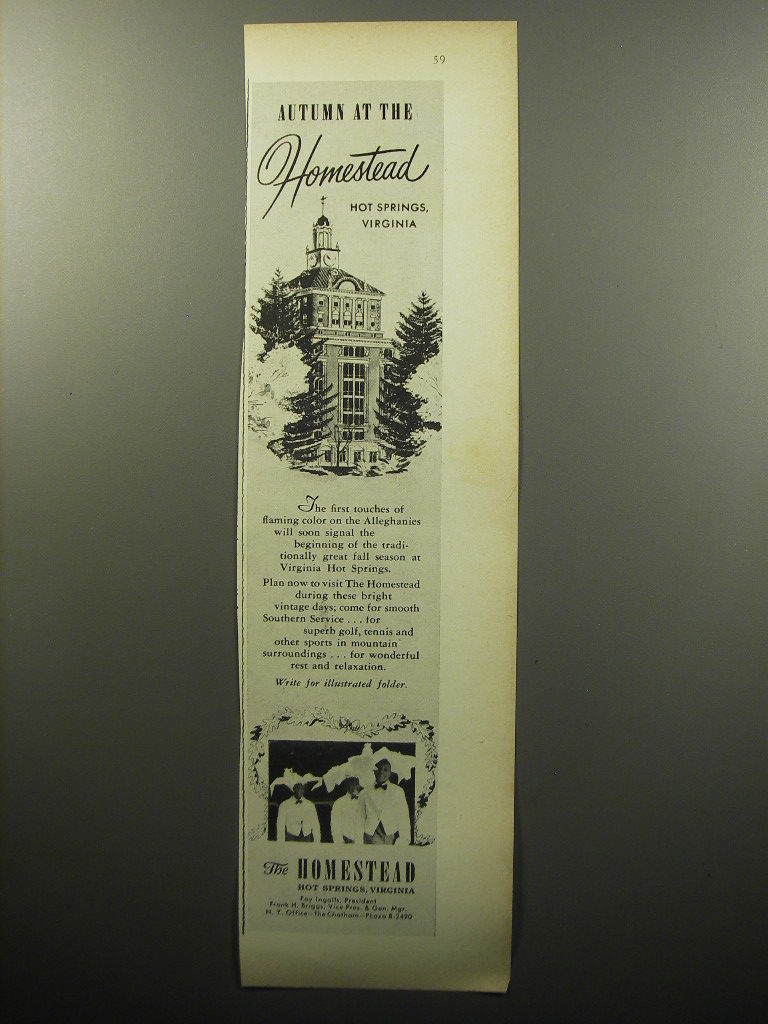 59
AUTUMN AT THE
Homestead
HOT SPRINGS,
VIRGINIA
The first touches of
flaming color on the Alleghanies
will soon signal the
beginning of the tradi-
tionally great fall season at
Virginia Hot Springs.
Plan now to visit The Homestead
during these bright
vintage days; come for smooth
Southern Service . . . for
superb golf, tennis and
other sports in mountain
surroundings . . . for wonderful
rest and relaxation.
Write for illustrated folder.
The HOMESTEAD
HOT SPRINGS, VIRGINIA
Fay Ingalls, President
Frank H. Briggs, Vice Pres. & Gen. Mgr.
N. Y. Office—The Chatham—PLaza 8-2490